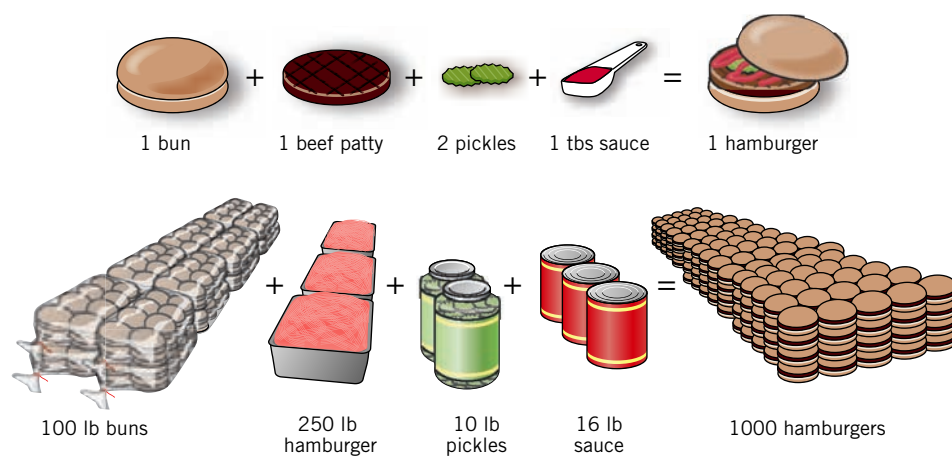 + + + =
1 bun 1 beef patty 2 pickles 1 tbs sauce 1 hamburger
+ + + =
100 lb buns 250 lb hamburger 10 lb pickles 16 lb sauce 1000 hamburgers